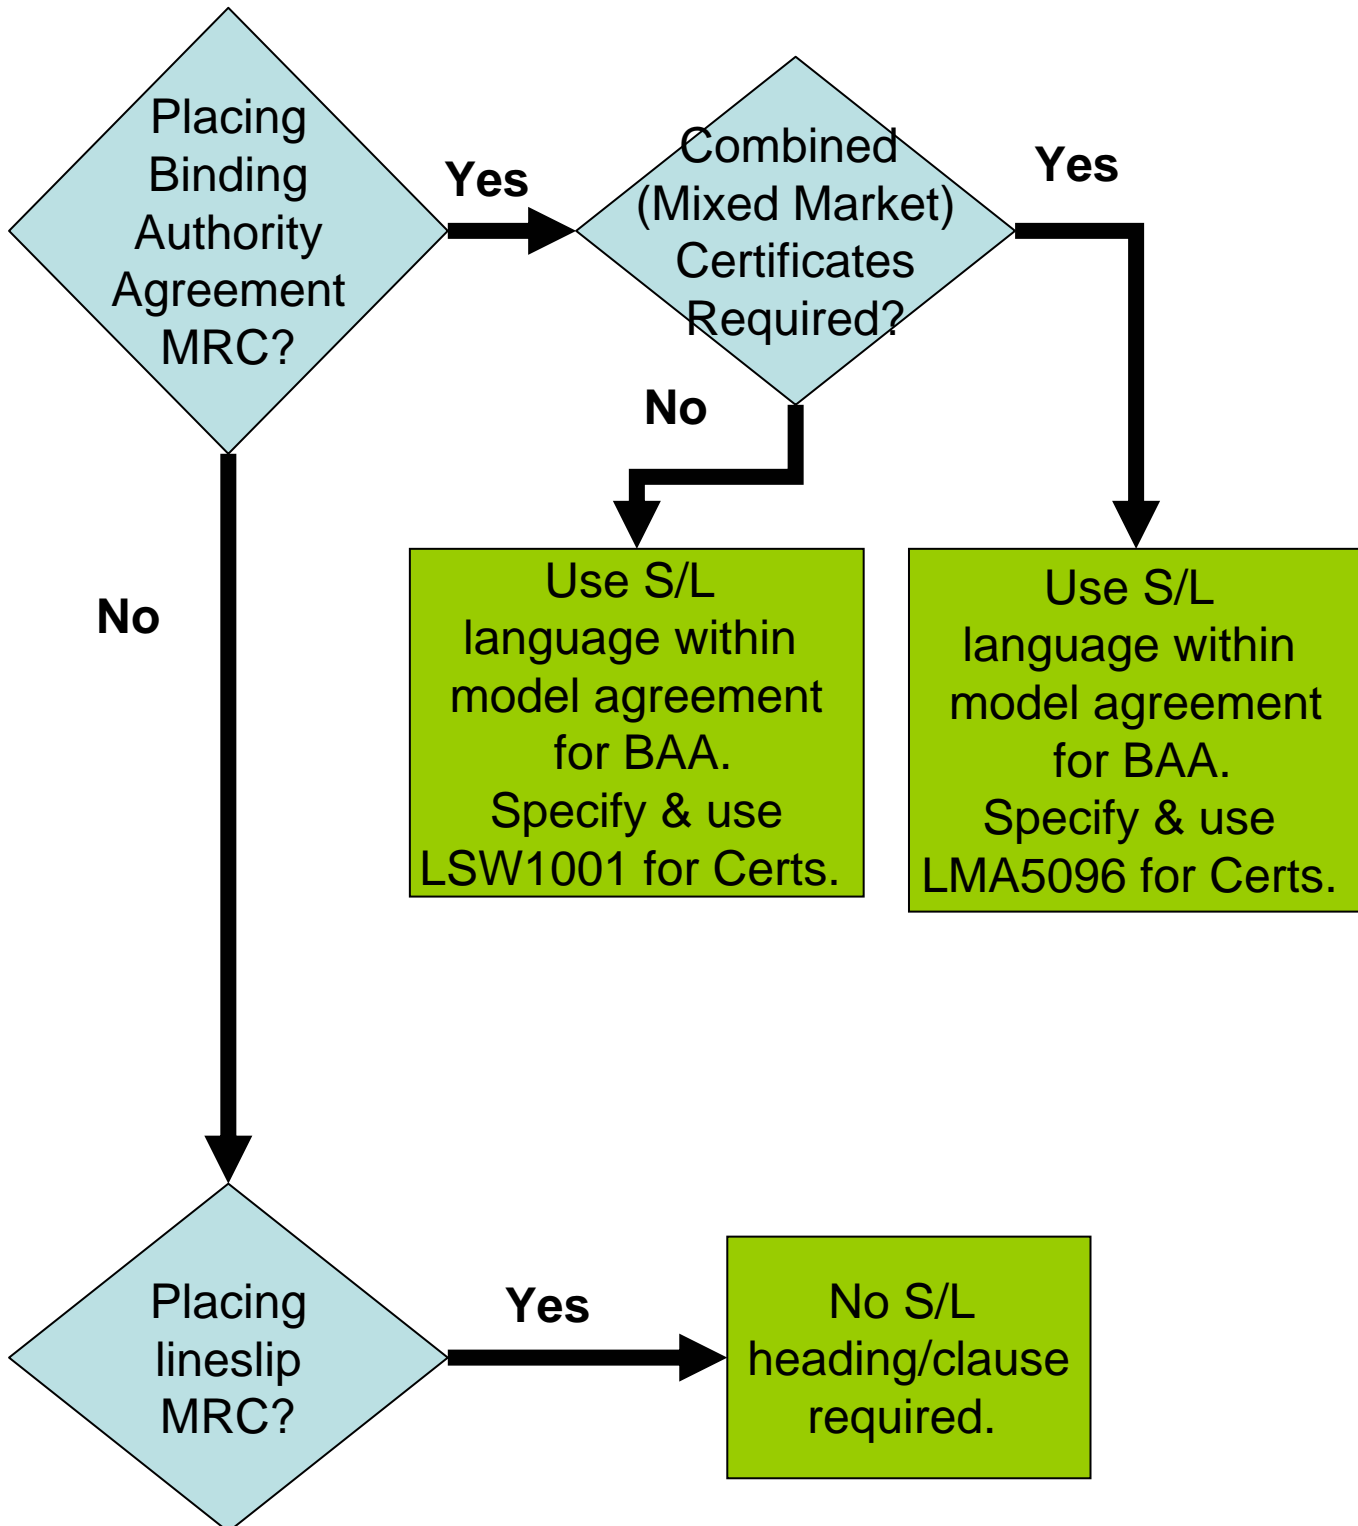 Placing
Binding
Authority
Agreement
MRC?
Yes
Combined
(Mixed Market)
Certificates
Required?
Yes
No
Use S/L
language within
model agreement
for BAA.
Specify & use
LSW1001 for Certs.
Use S/L
language within
model agreement
for BAA.
Specify & use
LMA5096 for Certs.
No
Placing
lineslip
MRC?
Yes
No S/L
heading/clause
required.